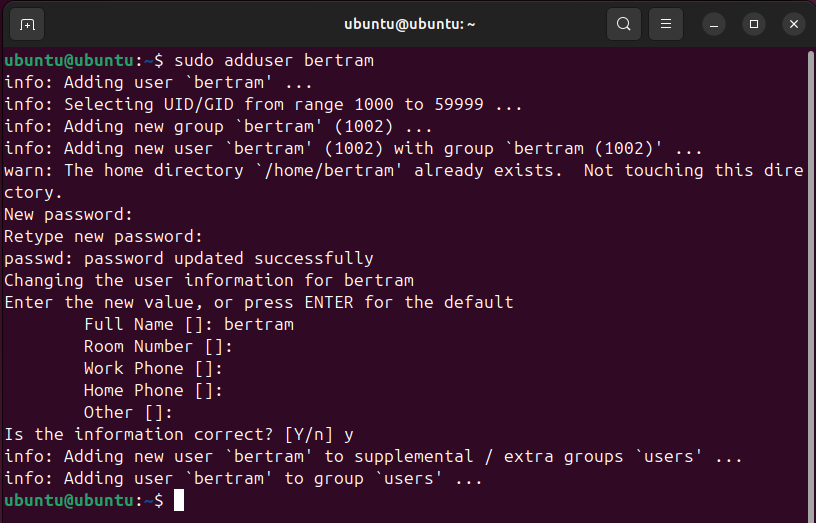 ubuntu@ubuntu: ~
ubuntu@ubuntu:~$ sudo adduser bertram
info: Adding user `bertram' ...
info: Selecting UID/GID from range 1000 to 59999 ...
info: Adding new group `bertram' (1002) ...
info: Adding new user `bertram' (1002) with group `bertram (1002)' ...
warn: The home directory `/home/bertram' already exists.  Not touching this dire
ctory.
New password:
Retype new password:
passwd: password updated successfully
Changing the user information for bertram
Enter the new value, or press ENTER for the default
        Full Name []: bertram
        Room Number []:
        Work Phone []:
        Home Phone []:
        Other []:
Is the information correct? [Y/n] y
info: Adding new user `bertram' to supplemental / extra groups `users' ...
info: Adding user `bertram' to group `users' ...
ubuntu@ubuntu:~$